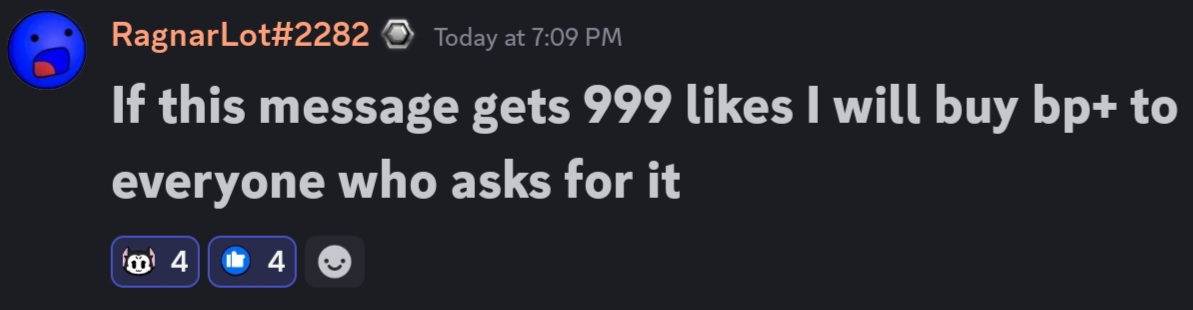 RagnarLot#2282 Today at 7:09 PM
If this message gets 999 likes I will buy bp+ to
everyone who asks for it
4 4